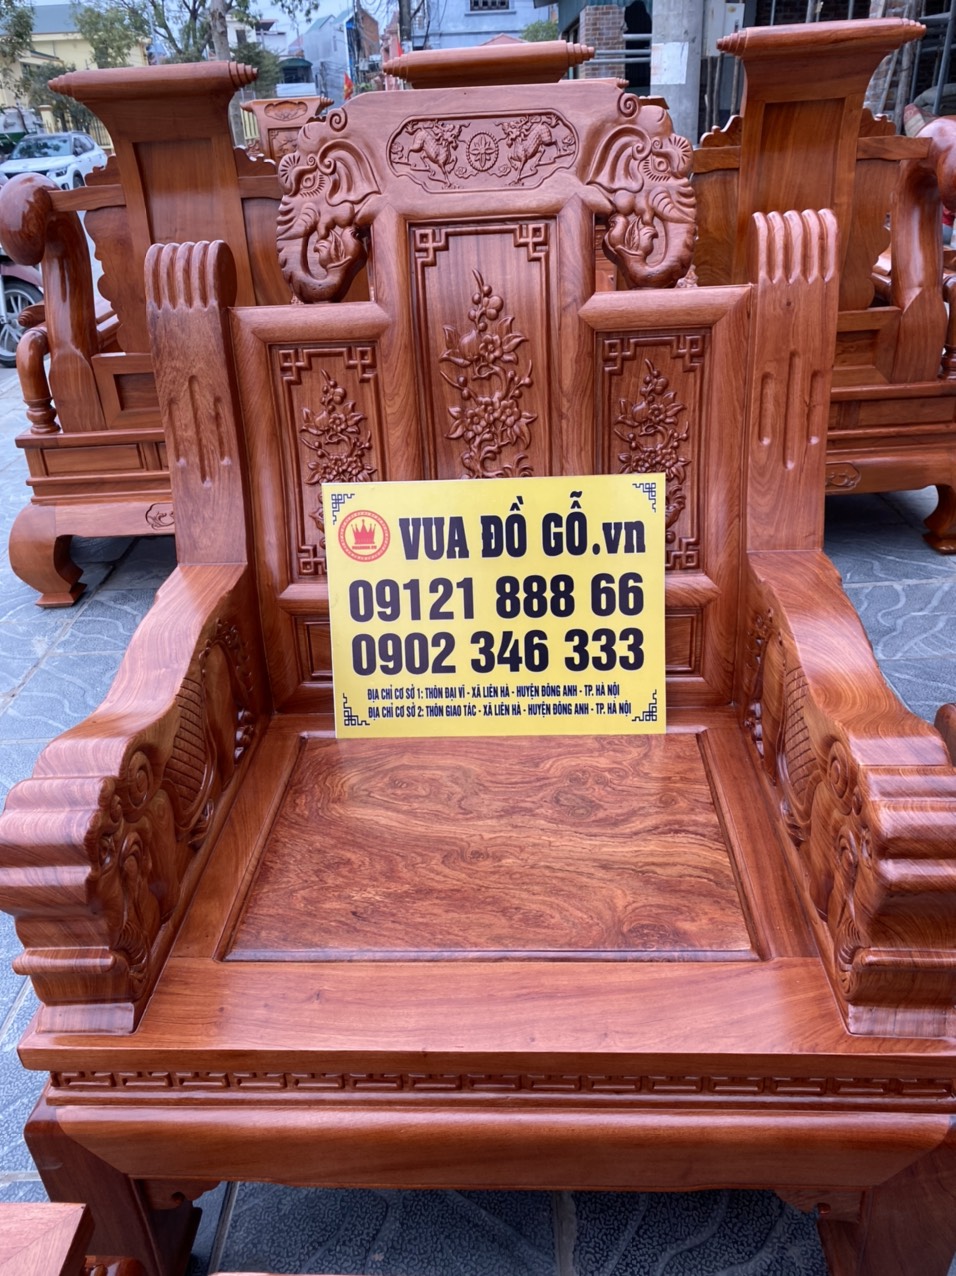 VUA ĐỒ GỖ.vn
09121 888 66
0902 346 333
ĐỊA CHỈ CƠ SỞ 1: THÔN ĐẠI VĨ - XÃ LIÊN HÀ - HUYỆN ĐÔNG ANH - TP. HÀ NỘI
ĐỊA CHỈ CƠ SỞ 2: THÔN GIAO TÁC - XÃ LIÊN HÀ - HUYỆN ĐÔNG ANH - TP. HÀ NỘI